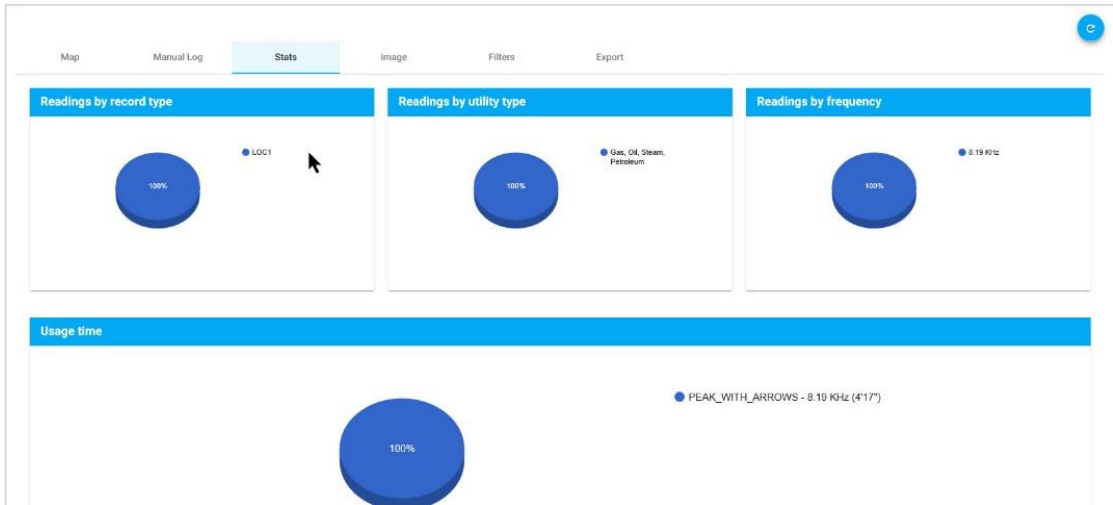 Map Manual Log Stats Image Filters Export
Readings by record type
100%
LOC1
Readings by utility type
100%
Gas, Oil, Steam,
Petroleum
Readings by frequency
100%
8.19 KHz
Usage time
100%
PEAK_WITH_ARROWS - 8.19 KHz (4'17")